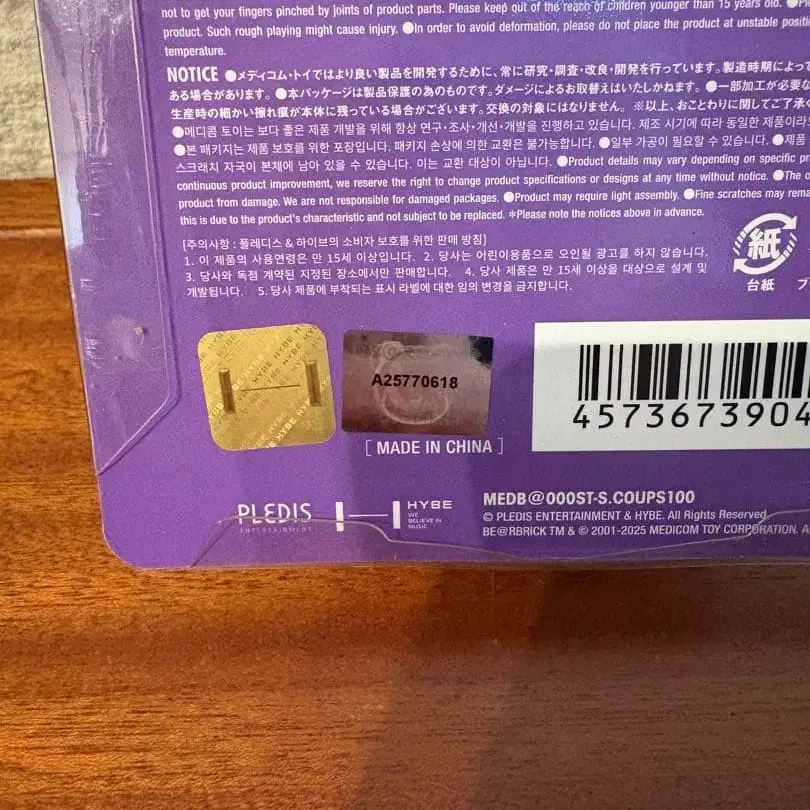 not to get your fingers pinched by joints of product parts. Please keep out of the reach of children younger than 15 years old. ●
product. Such rough playing might cause injury. ●In order to avoid deformation, please do not place the product at unstable
temperature.
NOTICE ●メディコム・トイではより良い製品を開発するために、常に研究・調査・改良・開発を行っています。製造時期によって
ある場合があります。●本パッケージは製品保護の為のものです。ダメージによるお取替えはいたしかねます。●一部加工が必要な
生産時の細かい擦れ痕が本体に残っている場合がございます。交換の対象にはなりません。※以上、おことわりに関してご了承
●메디콤 토이는 보다 좋은 제품 개발을 위해 항상 연구·조사·개선·개발을 진행하고 있습니다. 제조 시기에 따라 동일한 제품이라도
●본 패키지는 제품 보호를 위한 포장입니다. 패키지 손상에 의한 교환은 불가능합니다. ●일부 가공이 필요할 수 있습니다. ●제품
스크래치 자국이 본체에 남아 있을 수 있습니다. 이는 교환 대상이 아닙니다. ●Product details may vary depending on specific
continuous product improvement, we reserve the right to change product specifications or designs at any time without notice. ●The
product from damage. We are not responsible for damaged packages. ●Product may require light assembly. ●Fine scratches may
this is due to the product's characteristic and not subject to be replaced. *Please note the notices above in advance.
[주의사항 : 플레디스 & 하이브의 소비자 보호를 위한 판매 방침]
1. 이 제품의 사용연령은 만 15세 이상입니다. 2. 당사는 어린이용품으로 오인될 광고를 하지 않습니다.
3. 당사와 독점 계약된 지정된 장소에서만 판매합니다. 4. 당사 제품은 만 15세 이상을 대상으로 설계 및
개발됩니다. 5. 당사 제품에 부착되는 표시 라벨에 대한 임의 변경을 금지합니다.
紙
台紙
HYBE HYBE HYBE
A25770618
[ MADE IN CHINA ]
4573673904
PLEDIS
ENTERTAINMENT
HYBE
WE
BELIEVE IN
MUSIC
MEDB@000ST-S.COUPS100
© PLEDIS ENTERTAINMENT & HYBE. All Rights Reserved.
BE@RBRICK TM & © 2001-2025 MEDICOM TOY CORPORATION.